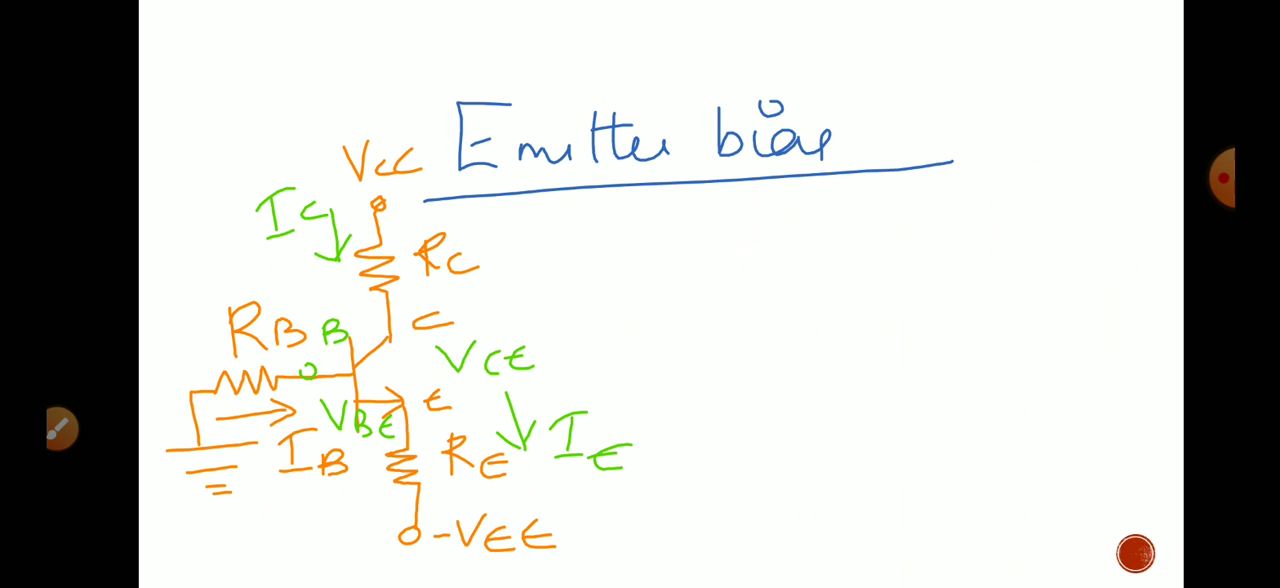 Emitter bias
VCC
IC
RC
RB
B
C
VCE
E
VBE
IB
RE
IE
-VEE